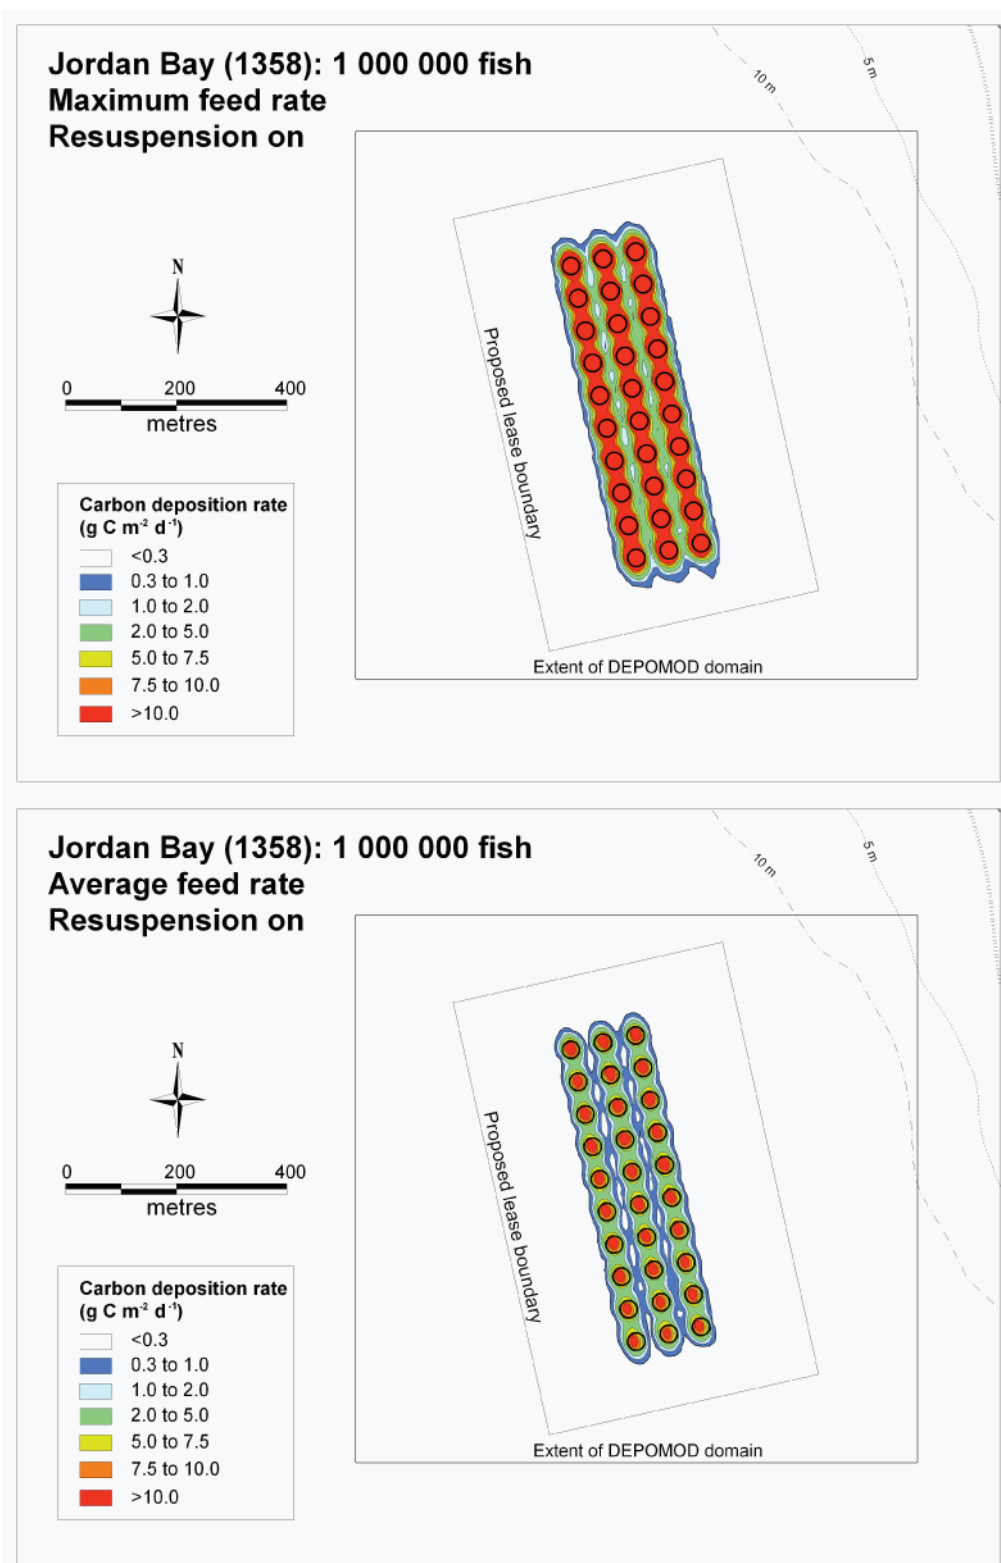 Jordan Bay (1358): 1 000 000 fish
Maximum feed rate
Resuspension on
10 m
5 m
N
0 200 400
metres
Proposed lease boundary
Carbon deposition rate
(g C m⁻² d⁻¹)
<0.3
0.3 to 1.0
1.0 to 2.0
2.0 to 5.0
5.0 to 7.5
7.5 to 10.0
>10.0
Extent of DEPOMOD domain
Jordan Bay (1358): 1 000 000 fish
Average feed rate
Resuspension on
10 m
5 m
N
0 200 400
metres
Proposed lease boundary
Carbon deposition rate
(g C m⁻² d⁻¹)
<0.3
0.3 to 1.0
1.0 to 2.0
2.0 to 5.0
5.0 to 7.5
7.5 to 10.0
>10.0
Extent of DEPOMOD domain